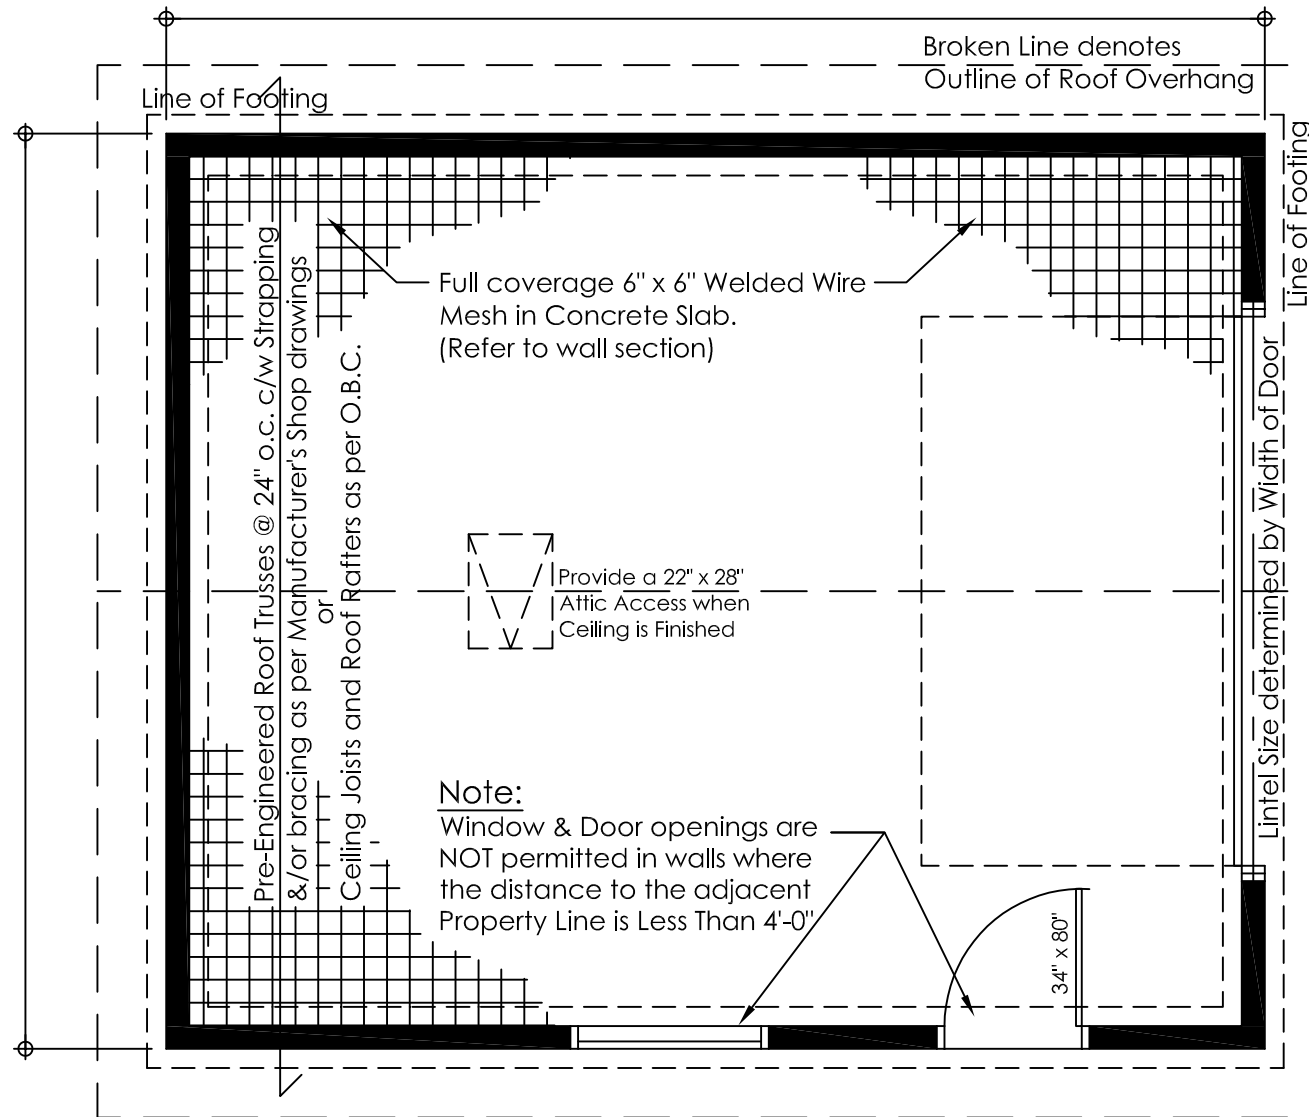 Broken Line denotes
Outline of Roof Overhang
Line of Footing
Line of Footing
Full coverage 6" x 6" Welded Wire
Mesh in Concrete Slab.
(Refer to wall section)
Pre-Engineered Roof Trusses @ 24" o.c. c/w Strapping
&/or bracing as per Manufacturer's Shop drawings
or
Ceiling Joists and Roof Rafters as per O.B.C.
Lintel Size determined by Width of Door
Provide a 22" x 28"
Attic Access when
Ceiling is Finished
Note:
Window & Door openings are
NOT permitted in walls where
the distance to the adjacent
Property Line is Less Than 4'-0"
34" x 80"